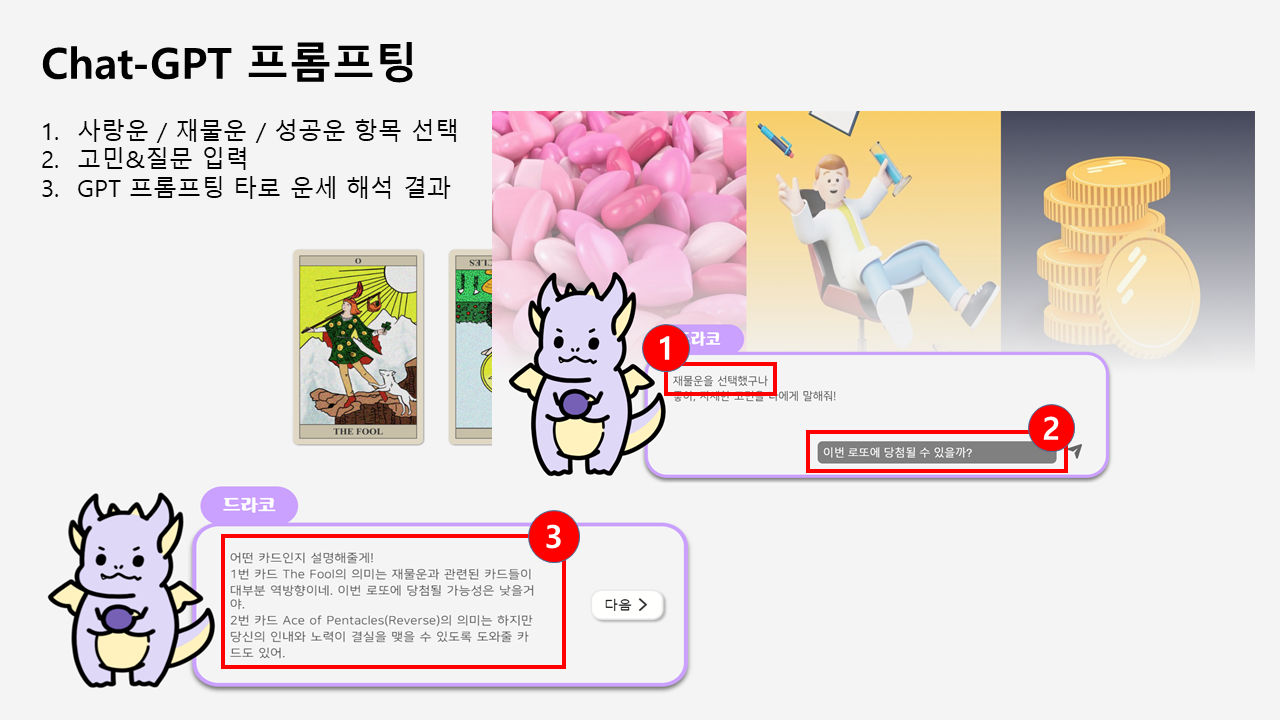 Chat-GPT 프롬프팅
1. 사랑운 / 재물운 / 성공운 항목 선택
2. 고민&질문 입력
3. GPT 프롬프팅 타로 운세 해석 결과
0
THE FOOL
1
라코
재물운을 선택했구나
고민을
에게 말해줘!
2
이번 로또에 당첨될 수 있을까?
드라코
3
어떤 카드인지 설명해줄게!
1번 카드 The Fool의 의미는 재물운과 관련된 카드들이
대부분 역방향이네. 이번 로또에 당첨될 가능성은 낮을거
야.
2번 카드 Ace of Pentacles(Reverse)의 의미는 하지만
당신의 인내와 노력이 결실을 맺을 수 있도록 도와줄 카
드도 있어.
다음